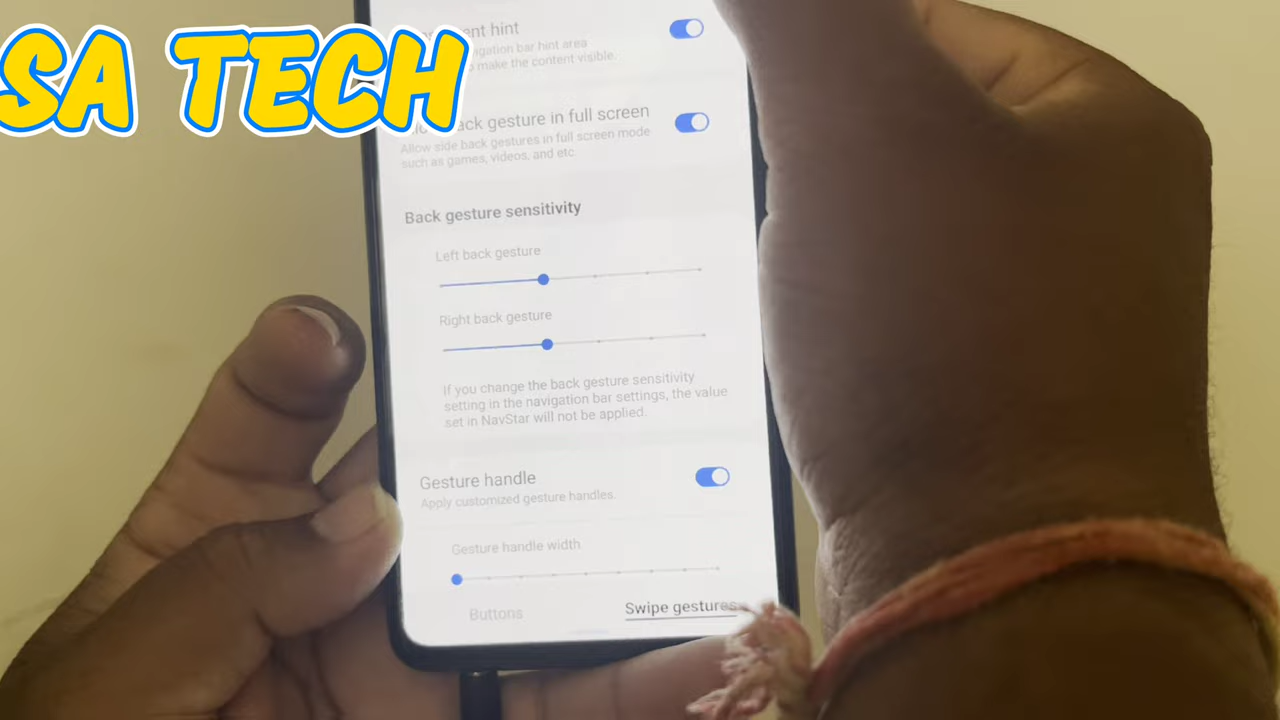 SA TECH
ent hint
igation bar hint area
make the content visible.
ack gesture in full screen
Allow side back gestures in full screen mode
such as games, videos, and etc
Back gesture sensitivity
Left back gesture
Right back gesture
If you change the back gesture sensitivity
setting in the navigation bar settings, the value
set in NavStar will not be applied.
Gesture handle
Apply customized gesture handles.
Gesture handle width
Buttons
Swipe gestures